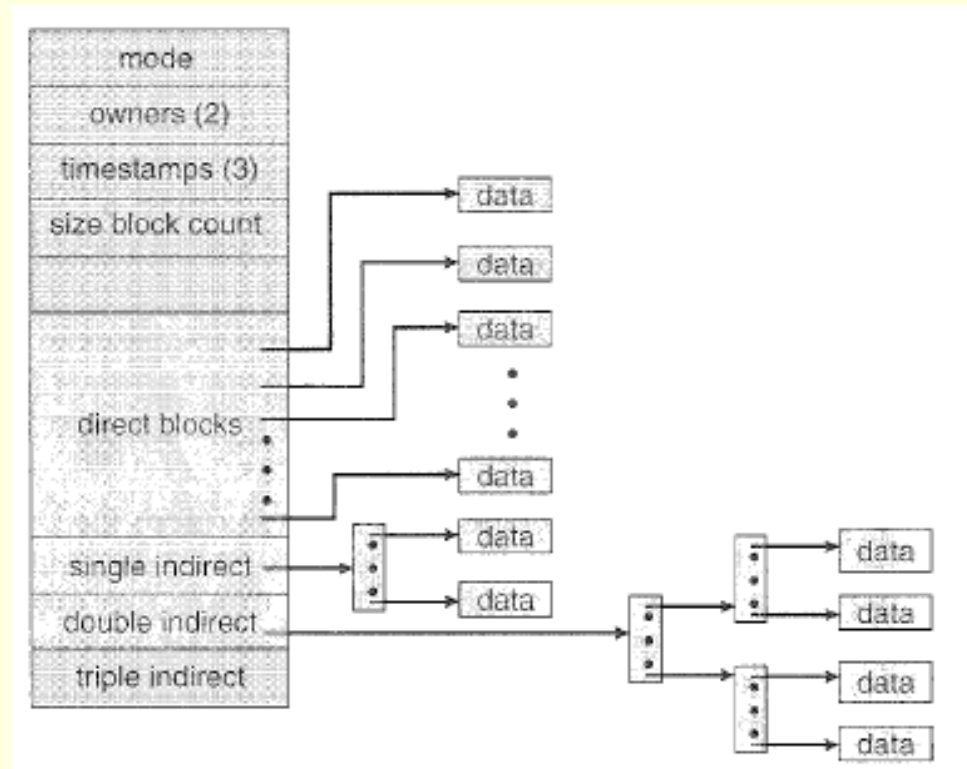 mode
owners (2)
timestamps (3)
size block count
direct blocks
single indirect
double indirect
triple indirect
data
data
data
data
data
data
data
data
data
data